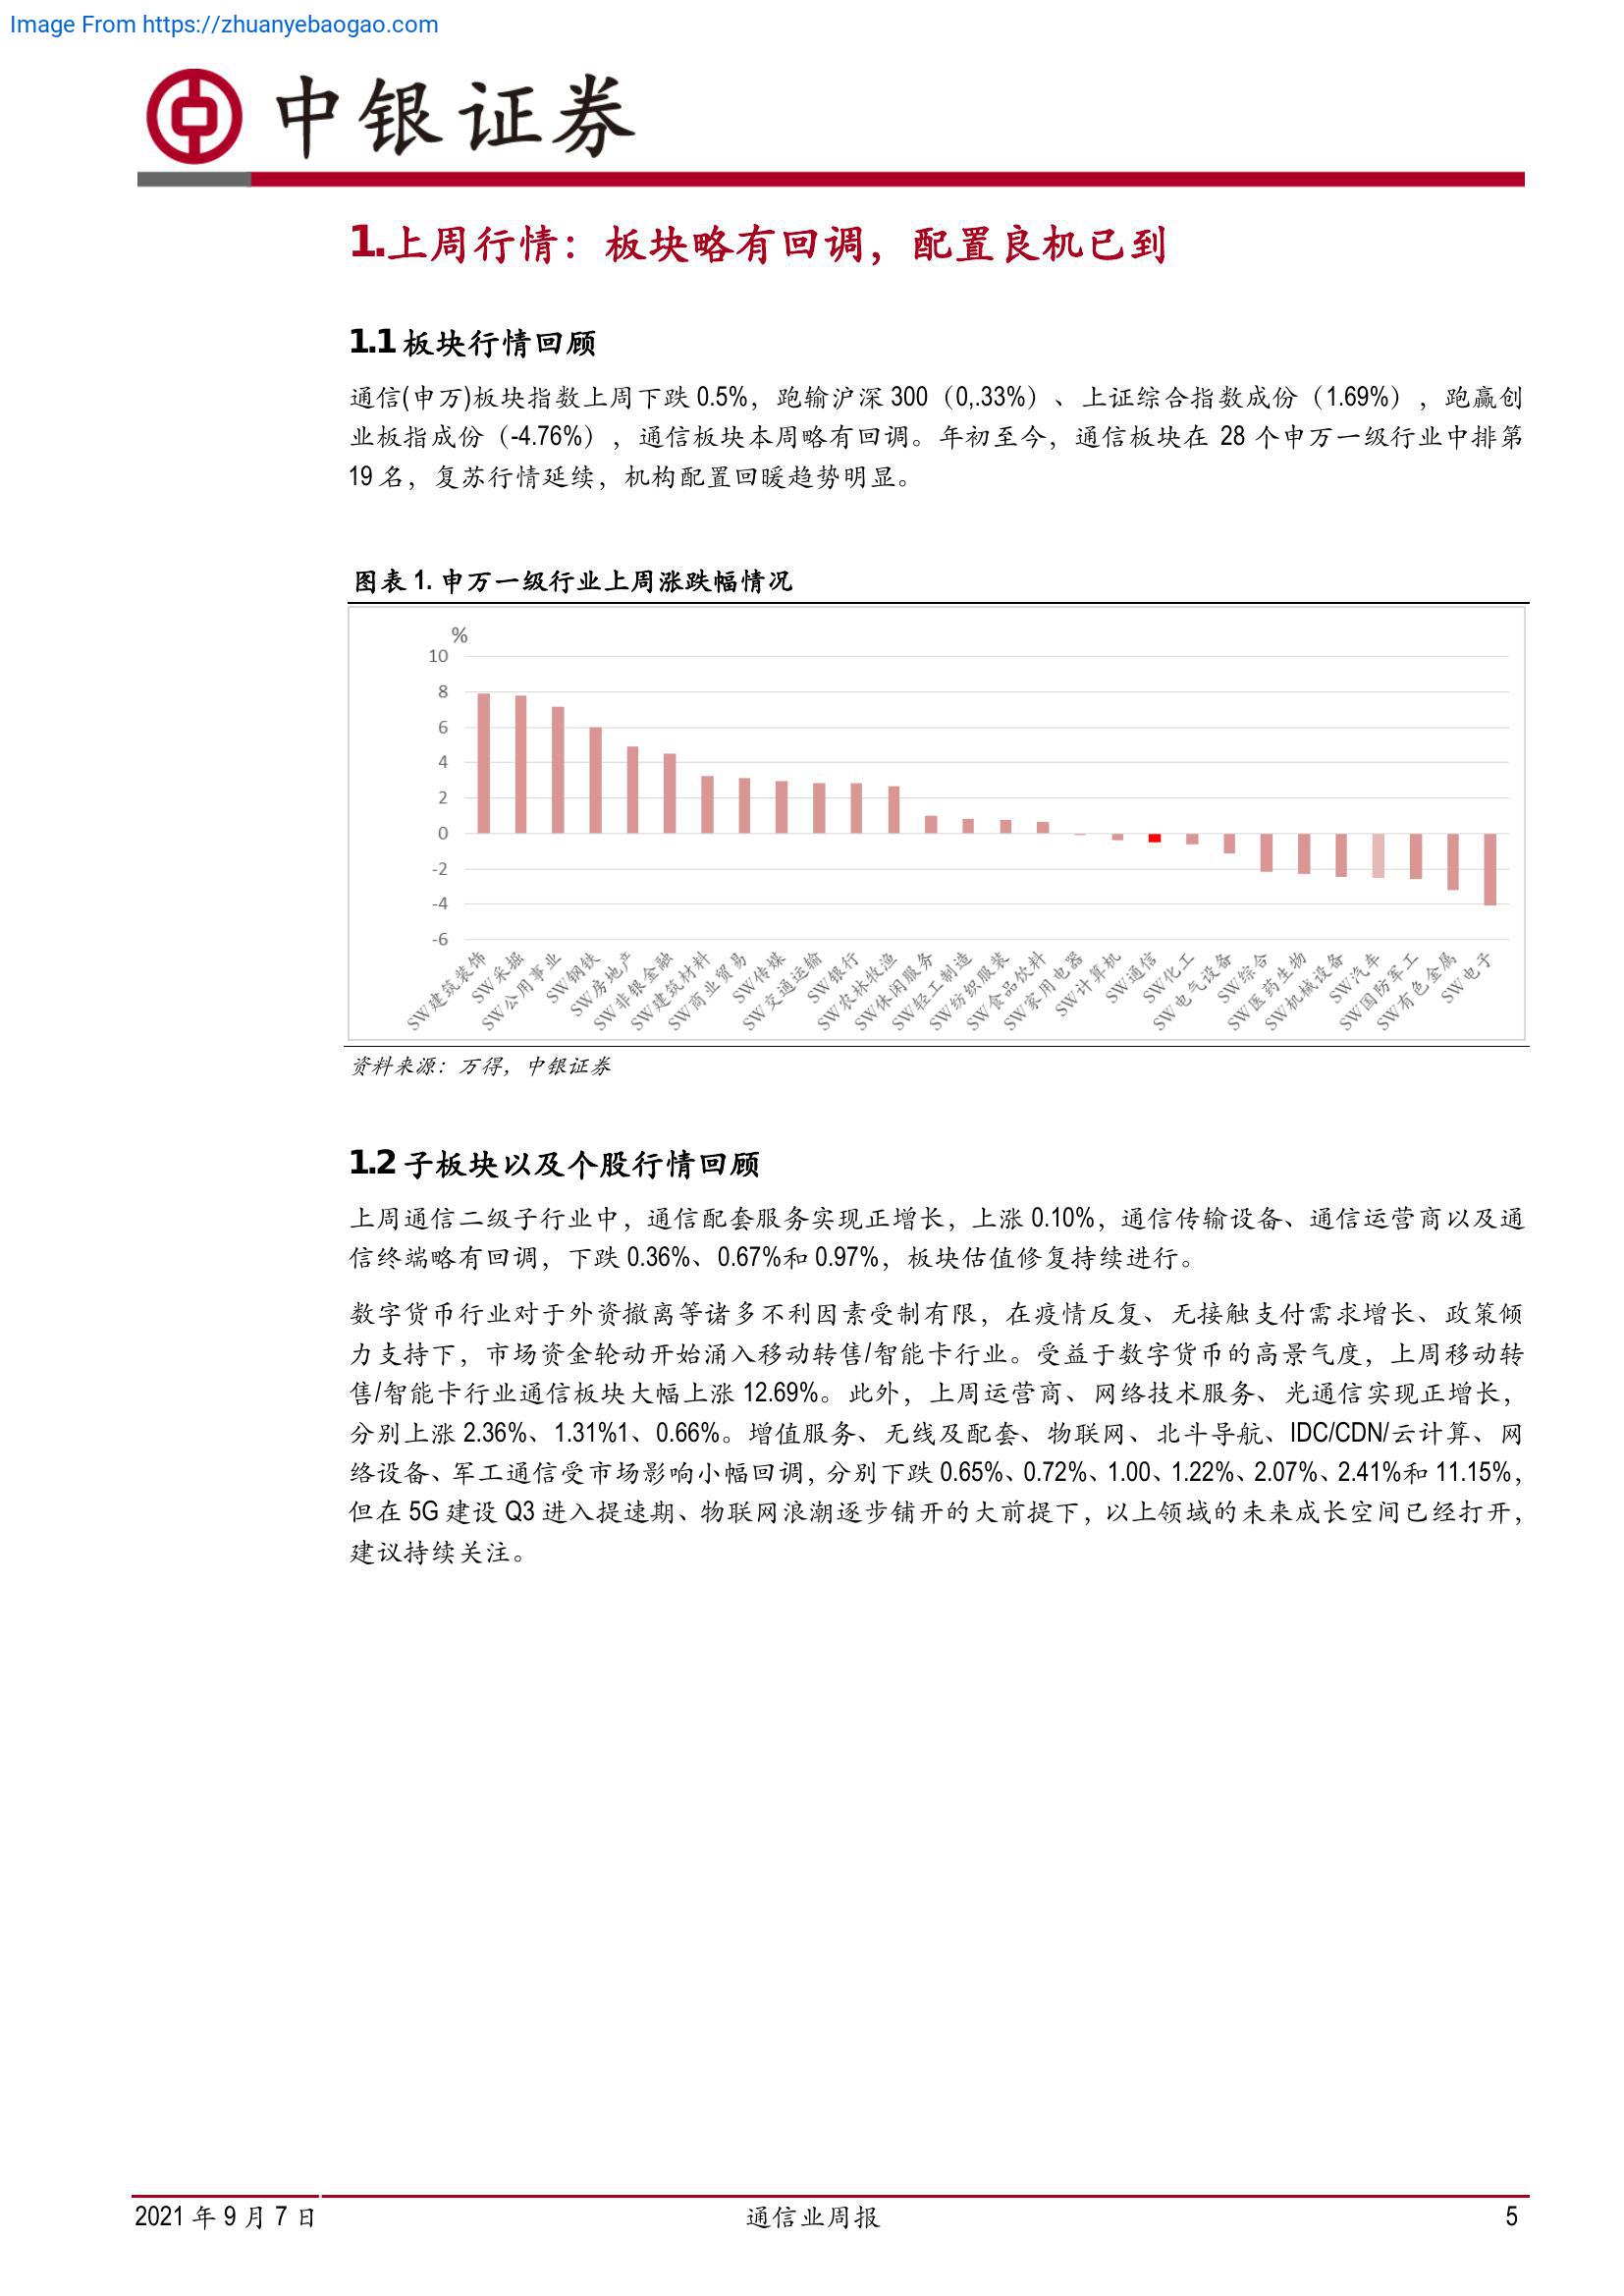 Image From https://zhuanyebaogao.com
中银证券
1.上周行情：板块略有回调，配置良机已到
1.1 板块行情回顾
通信(申万)板块指数上周下跌 0.5%，跑输沪深 300（0,.33%）、上证综合指数成份（1.69%），跑赢创
业板指成份（-4.76%），通信板块本周略有回调。年初至今，通信板块在 28 个申万一级行业中排第
19 名，复苏行情延续，机构配置回暖趋势明显。
图表 1. 申万一级行业上周涨跌幅情况
%
10
8
6
4
2
0
-2
-4
-6
SW建筑装饰
SW采掘
SW公用事业
SW钢铁
SW房地产
SW非银金融
SW建筑材料
SW商业贸易
SW传媒
SW交通运输
SW银行
SW农林牧渔
SW休闲服务
SW轻工制造
SW纺织服装
SW食品饮料
SW家用电器
SW计算机
SW通信
SW化工
SW电气设备
SW综合
SW医药生物
SW机械设备
SW汽车
SW国防军工
SW有色金属
SW电子
资料来源：万得，中银证券
1.2 子板块以及个股行情回顾
上周通信二级子行业中，通信配套服务实现正增长，上涨 0.10%，通信传输设备、通信运营商以及通
信终端略有回调，下跌 0.36%、0.67%和 0.97%，板块估值修复持续进行。
数字货币行业对于外资撤离等诸多不利因素受制有限，在疫情反复、无接触支付需求增长、政策倾
力支持下，市场资金轮动开始涌入移动转售/智能卡行业。受益于数字货币的高景气度，上周移动转
售/智能卡行业通信板块大幅上涨 12.69%。此外，上周运营商、网络技术服务、光通信实现正增长，
分别上涨 2.36%、1.31%1、0.66%。增值服务、无线及配套、物联网、北斗导航、IDC/CDN/云计算、网
络设备、军工通信受市场影响小幅回调，分别下跌 0.65%、0.72%、1.00、1.22%、2.07%、2.41%和 11.15%，
但在 5G 建设 Q3 进入提速期、物联网浪潮逐步铺开的大前提下，以上领域的未来成长空间已经打开，
建议持续关注。
2021 年 9 月 7 日
通信业周报
5